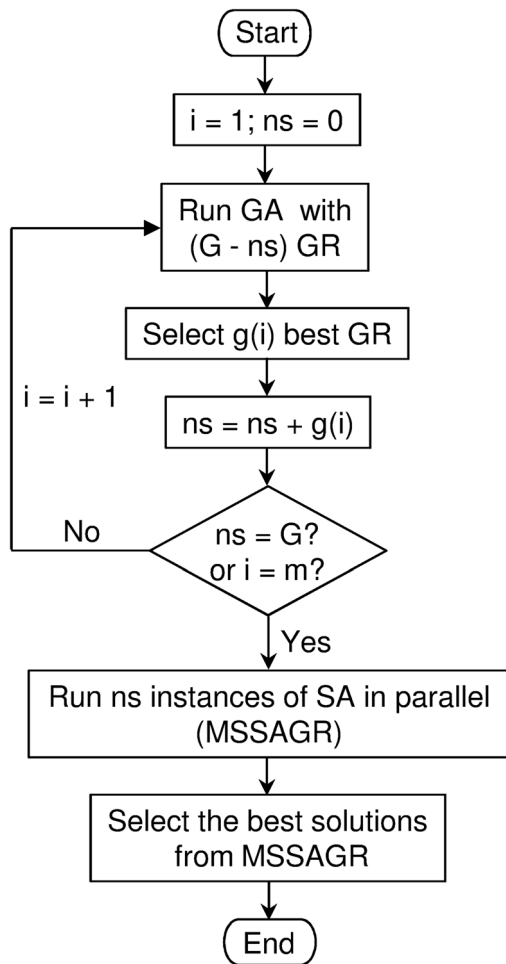 Start
i = 1; ns = 0
Run GA with
(G - ns) GR
Select g(i) best GR
i = i + 1
ns = ns + g(i)
No
ns = G?
or i = m?
Yes
Run ns instances of SA in parallel
(MSSAGR)
Select the best solutions
from MSSAGR
End